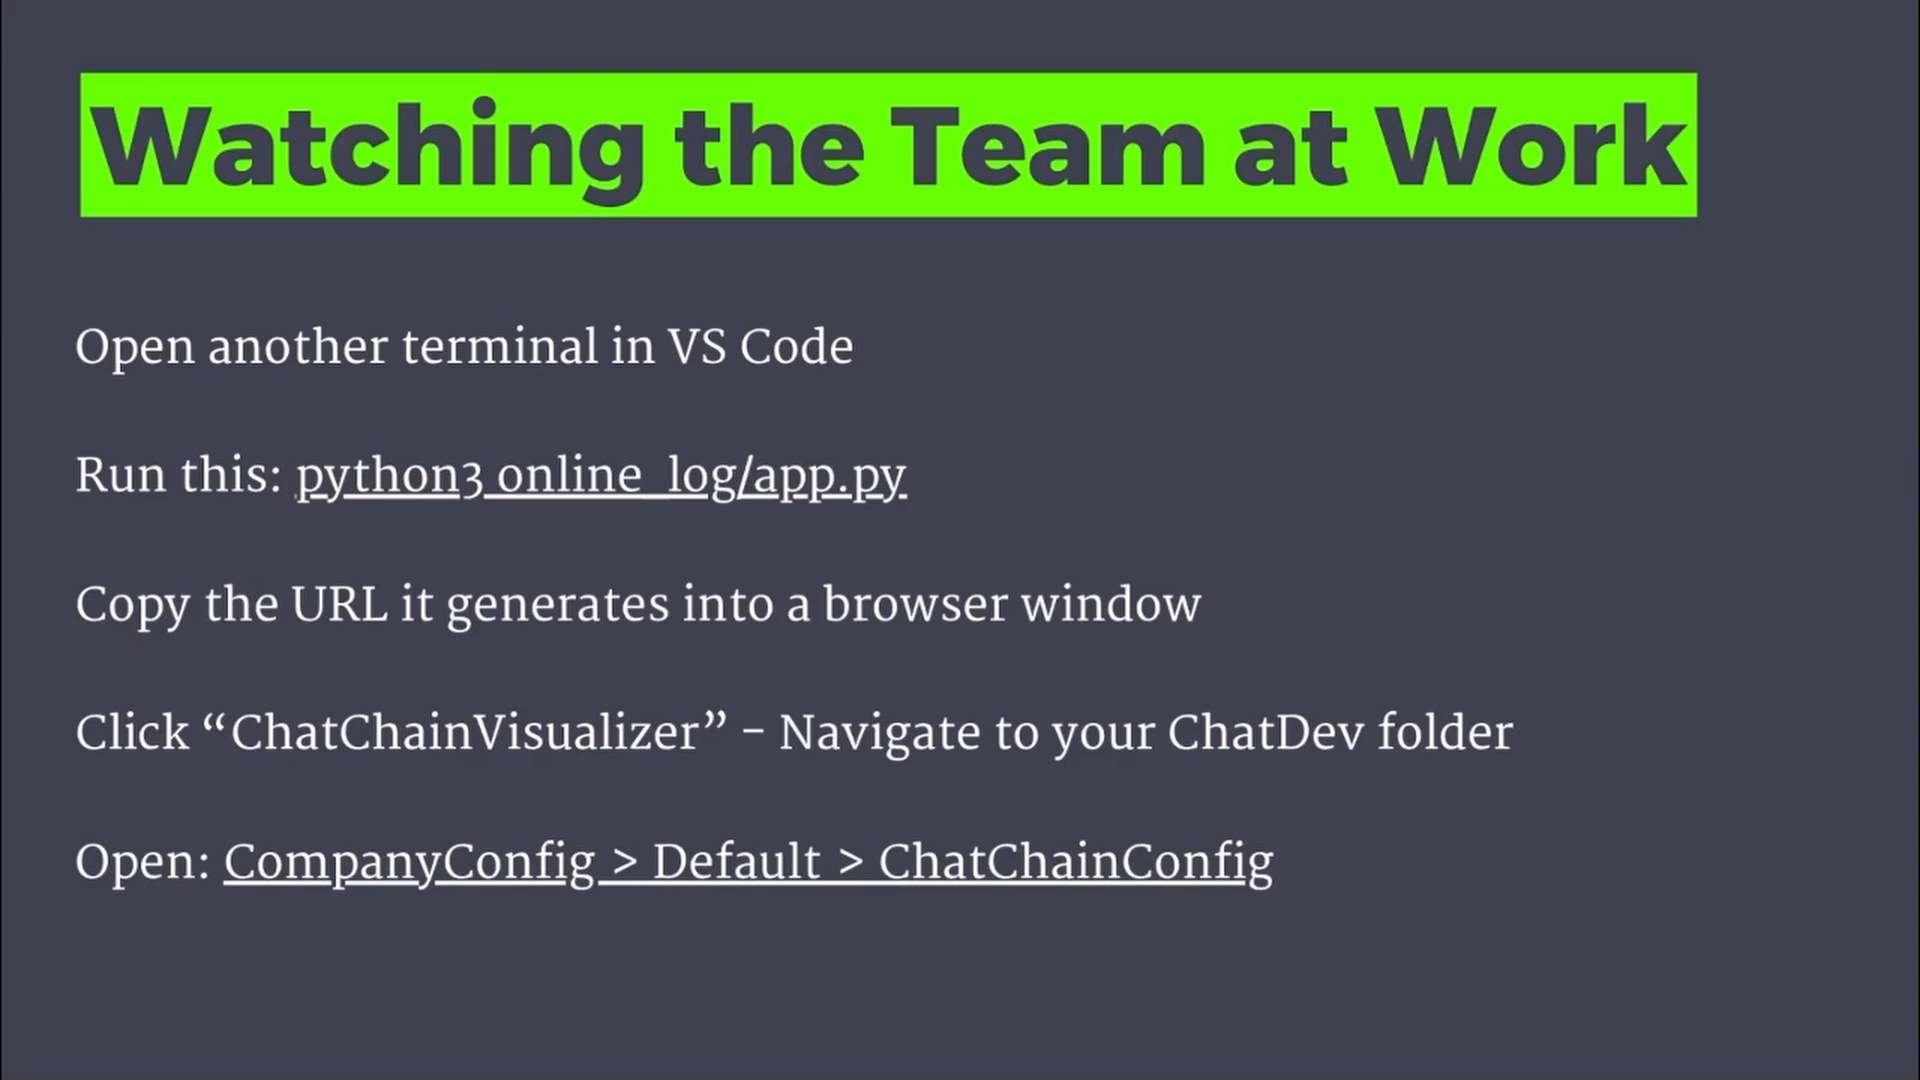 Watching the Team at Work
Open another terminal in VS Code
Run this: python3 online_log/app.py
Copy the URL it generates into a browser window
Click “ChatChainVisualizer” – Navigate to your ChatDev folder
Open: CompanyConfig > Default > ChatChainConfig